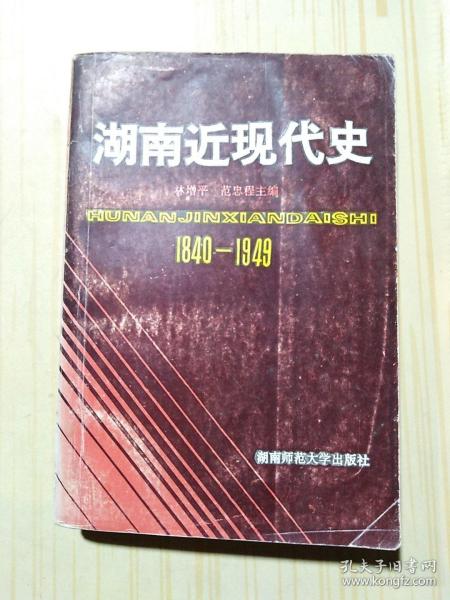 湖南近现代史
林增平 范忠程主编
HUNANJINXIANDAISHI
1840—1949
湖南师范大学出版社
孔夫子旧书网
www.kongfz.com